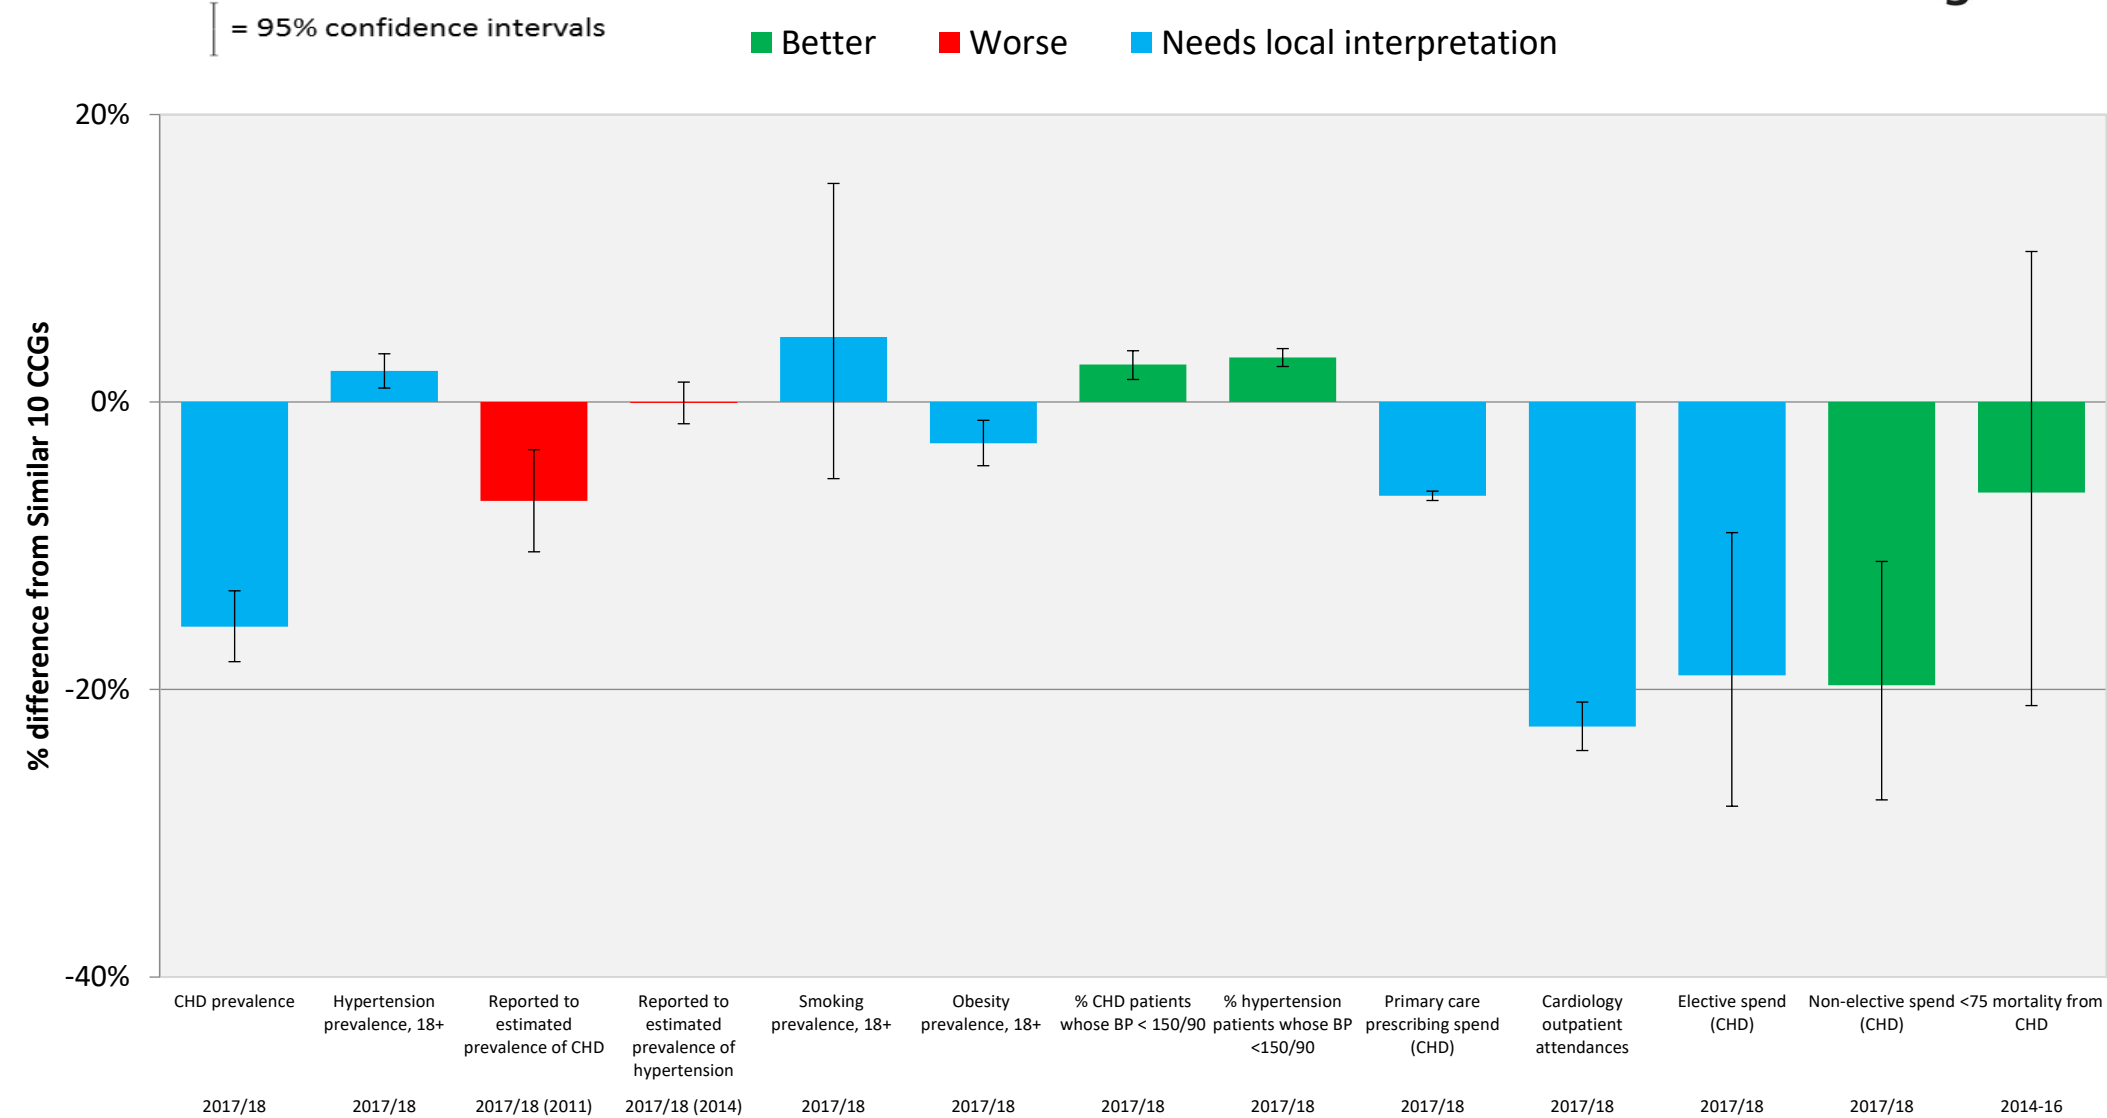 = 95% confidence intervals
Better
Worse
Needs local interpretation
% difference from Similar 10 CCGs
20%
0%
-20%
-40%
CHD prevalence
2017/18
Hypertension
prevalence, 18+
2017/18
Reported to
estimated
prevalence of CHD
2017/18 (2011)
Reported to
estimated
prevalence of
hypertension
2017/18 (2014)
Smoking
prevalence, 18+
2017/18
Obesity
prevalence, 18+
2017/18
% CHD patients
whose BP < 150/90
2017/18
% hypertension
patients whose BP
<150/90
2017/18
Primary care
prescribing spend
(CHD)
2017/18
Cardiology
outpatient
attendances
2017/18
Elective spend
(CHD)
2017/18
Non-elective spend
(CHD)
2017/18
<75 mortality from
CHD
2014-16